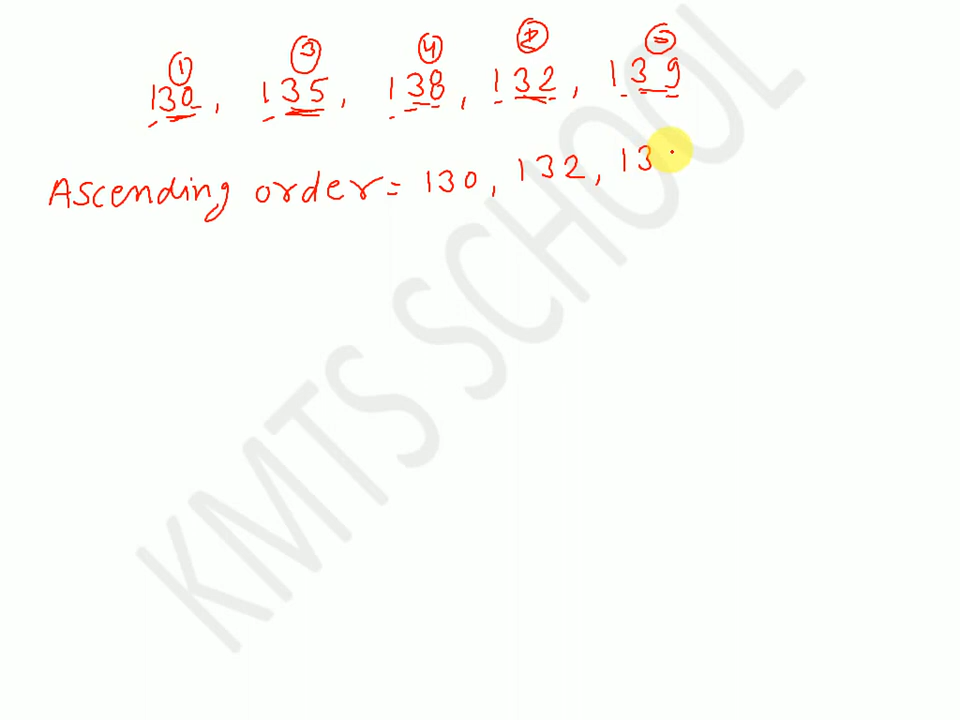 ① ③ ④ ② ⑤
130, 135, 138, 132, 139
Ascending order = 130, 132, 13
KMTS SCHOOL